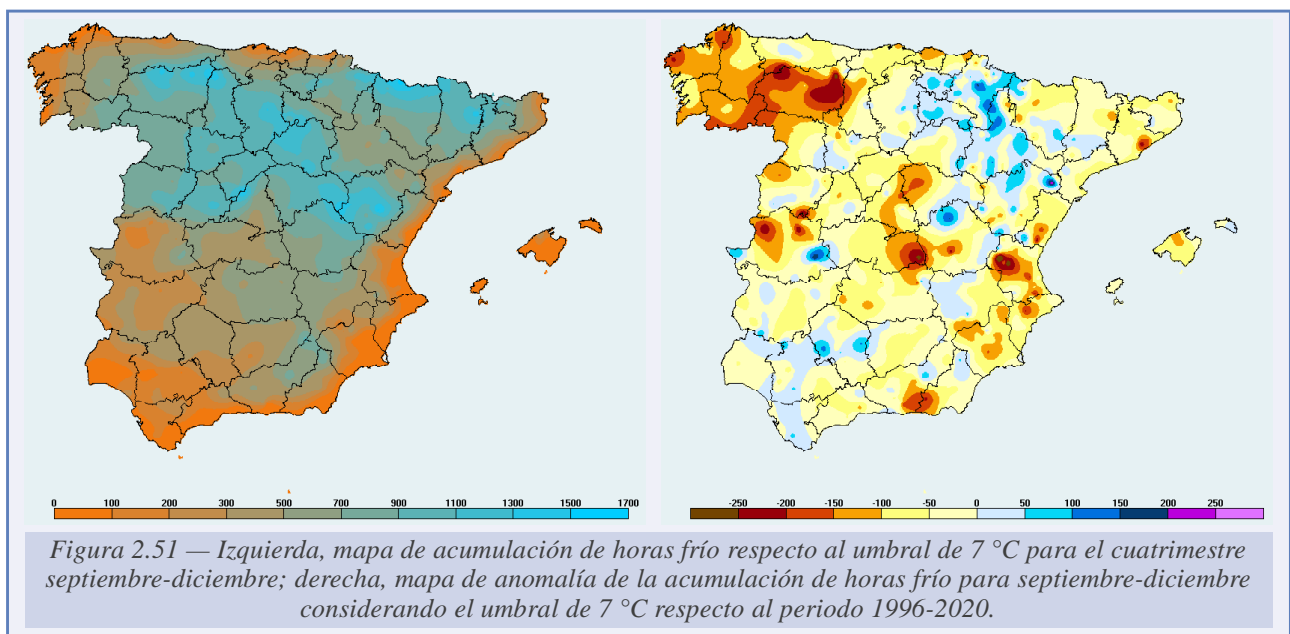 0 100 200 300 500 700 900 1100 1300 1500 1700
-250 -200 -150 -100 -50 0 50 100 150 200 250
Figura 2.51 — Izquierda, mapa de acumulación de horas frío respecto al umbral de 7 °C para el cuatrimestre
septiembre-diciembre; derecha, mapa de anomalía de la acumulación de horas frío para septiembre-diciembre
considerando el umbral de 7 °C respecto al periodo 1996-2020.